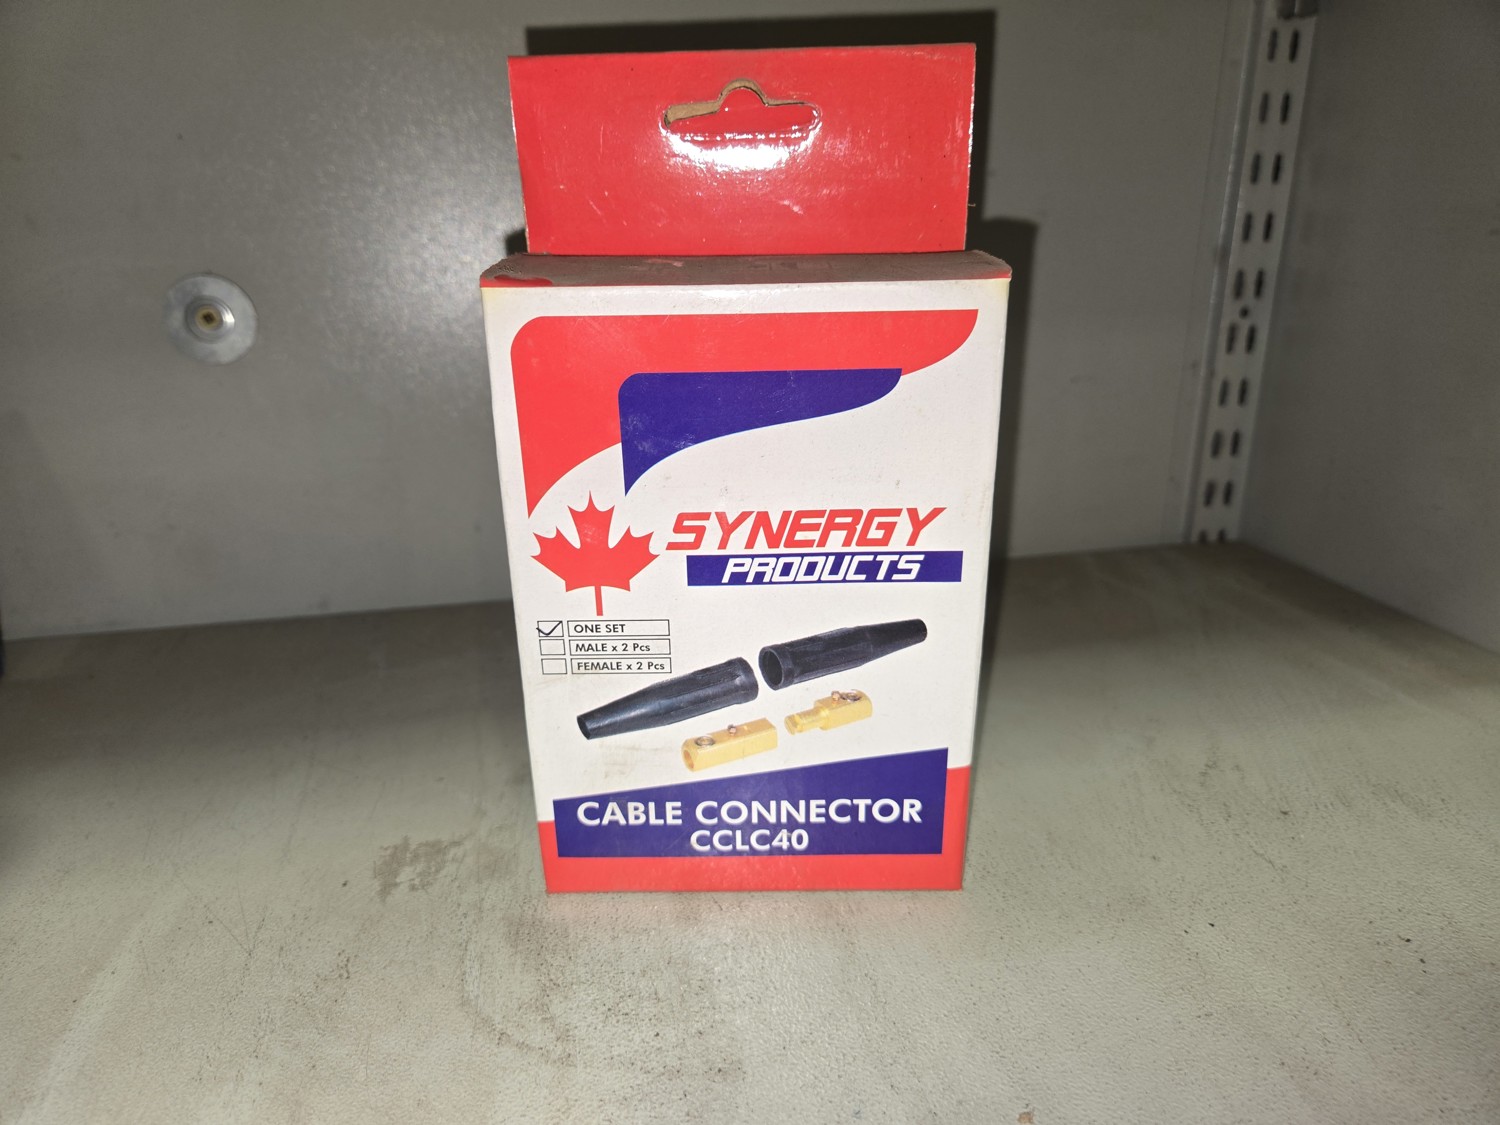 SYNERGY
PRODUCTS
ONE SET
MALE x 2 Pcs
FEMALE x 2 Pcs
CABLE CONNECTOR
CCLC40